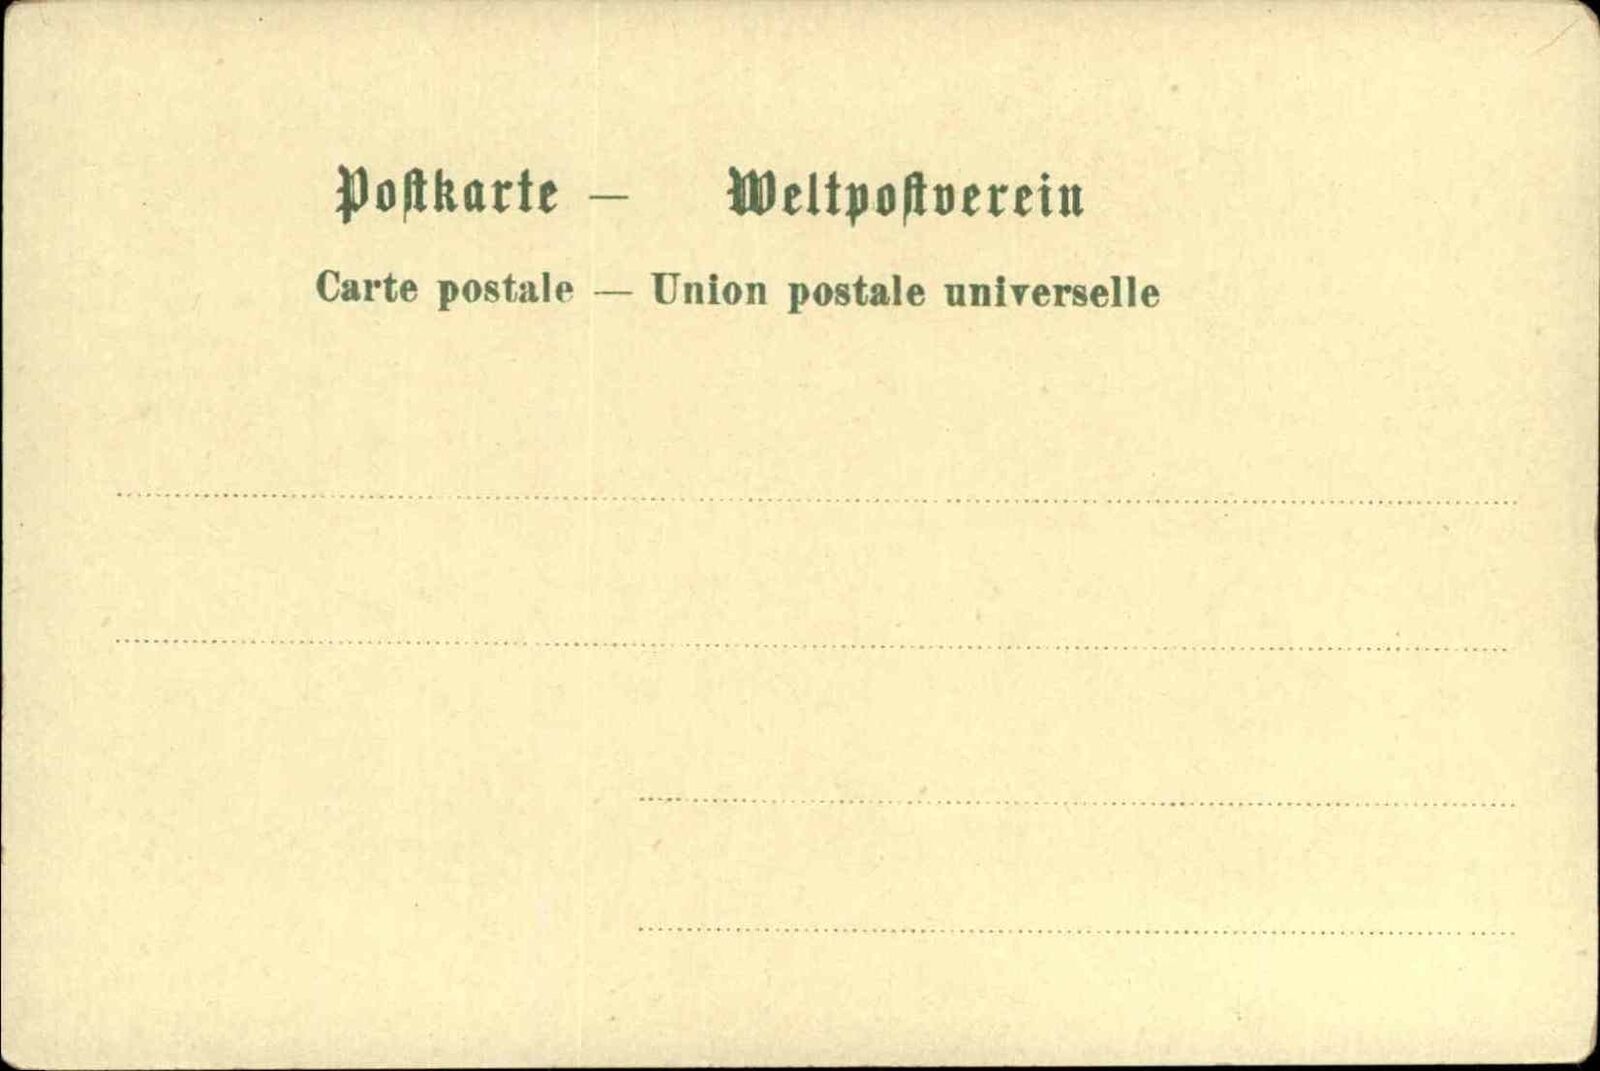 Postkarte — Weltpostverein
Carte postale — Union postale universelle